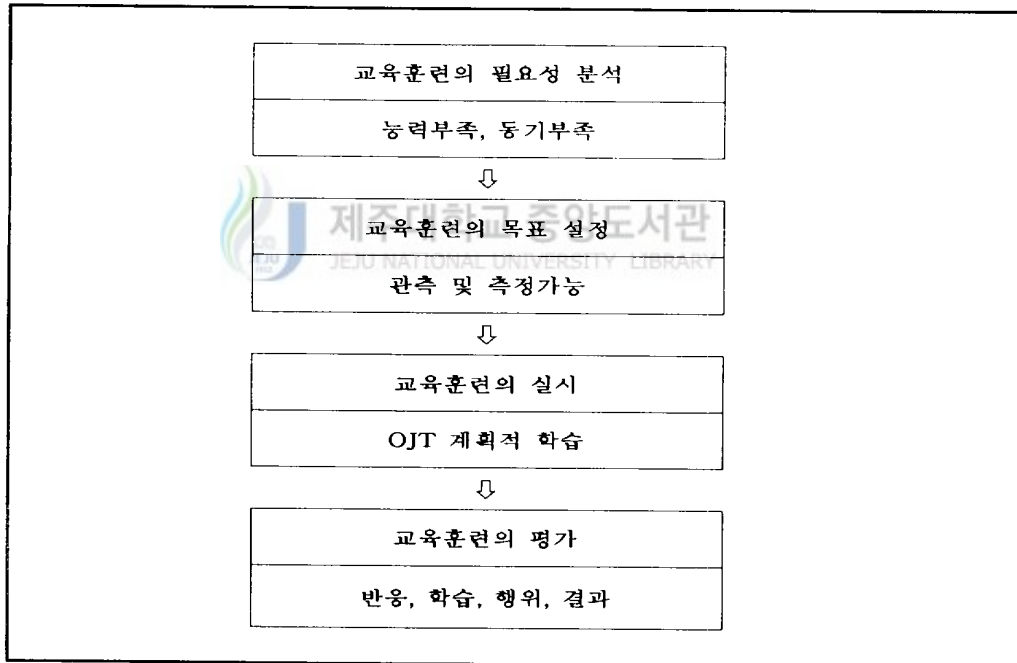 교육훈련의 필요성 분석
능력부족, 동기부족
⇩
제주대학교 중앙도서관
JEJU NATIONAL UNIVERSITY LIBRARY
교육훈련의 목표 설정
관측 및 측정가능
⇩
교육훈련의 실시
OJT 계획적 학습
⇩
교육훈련의 평가
반응, 학습, 행위, 결과